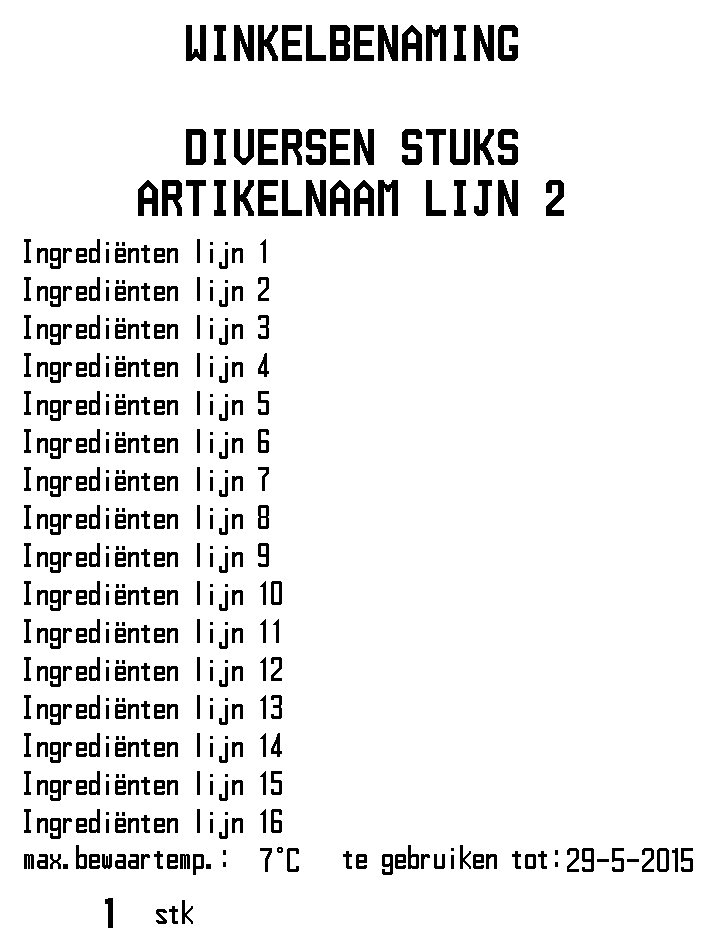 WINKELBENAMING
DIVERSEN STUKS
ARTIKELNAAM LIJN 2
Ingrediënten lijn 1
Ingrediënten lijn 2
Ingrediënten lijn 3
Ingrediënten lijn 4
Ingrediënten lijn 5
Ingrediënten lijn 6
Ingrediënten lijn 7
Ingrediënten lijn 8
Ingrediënten lijn 9
Ingrediënten lijn 10
Ingrediënten lijn 11
Ingrediënten lijn 12
Ingrediënten lijn 13
Ingrediënten lijn 14
Ingrediënten lijn 15
Ingrediënten lijn 16
max.bewaartemp.: 7°C te gebruiken tot:29-5-2015
1 stk